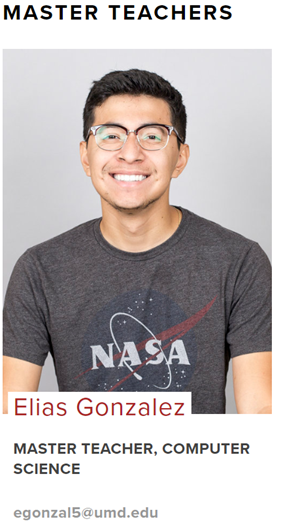 MASTER TEACHERS
NASA
Elias Gonzalez
MASTER TEACHER, COMPUTER
SCIENCE
egonzal5@umd.edu